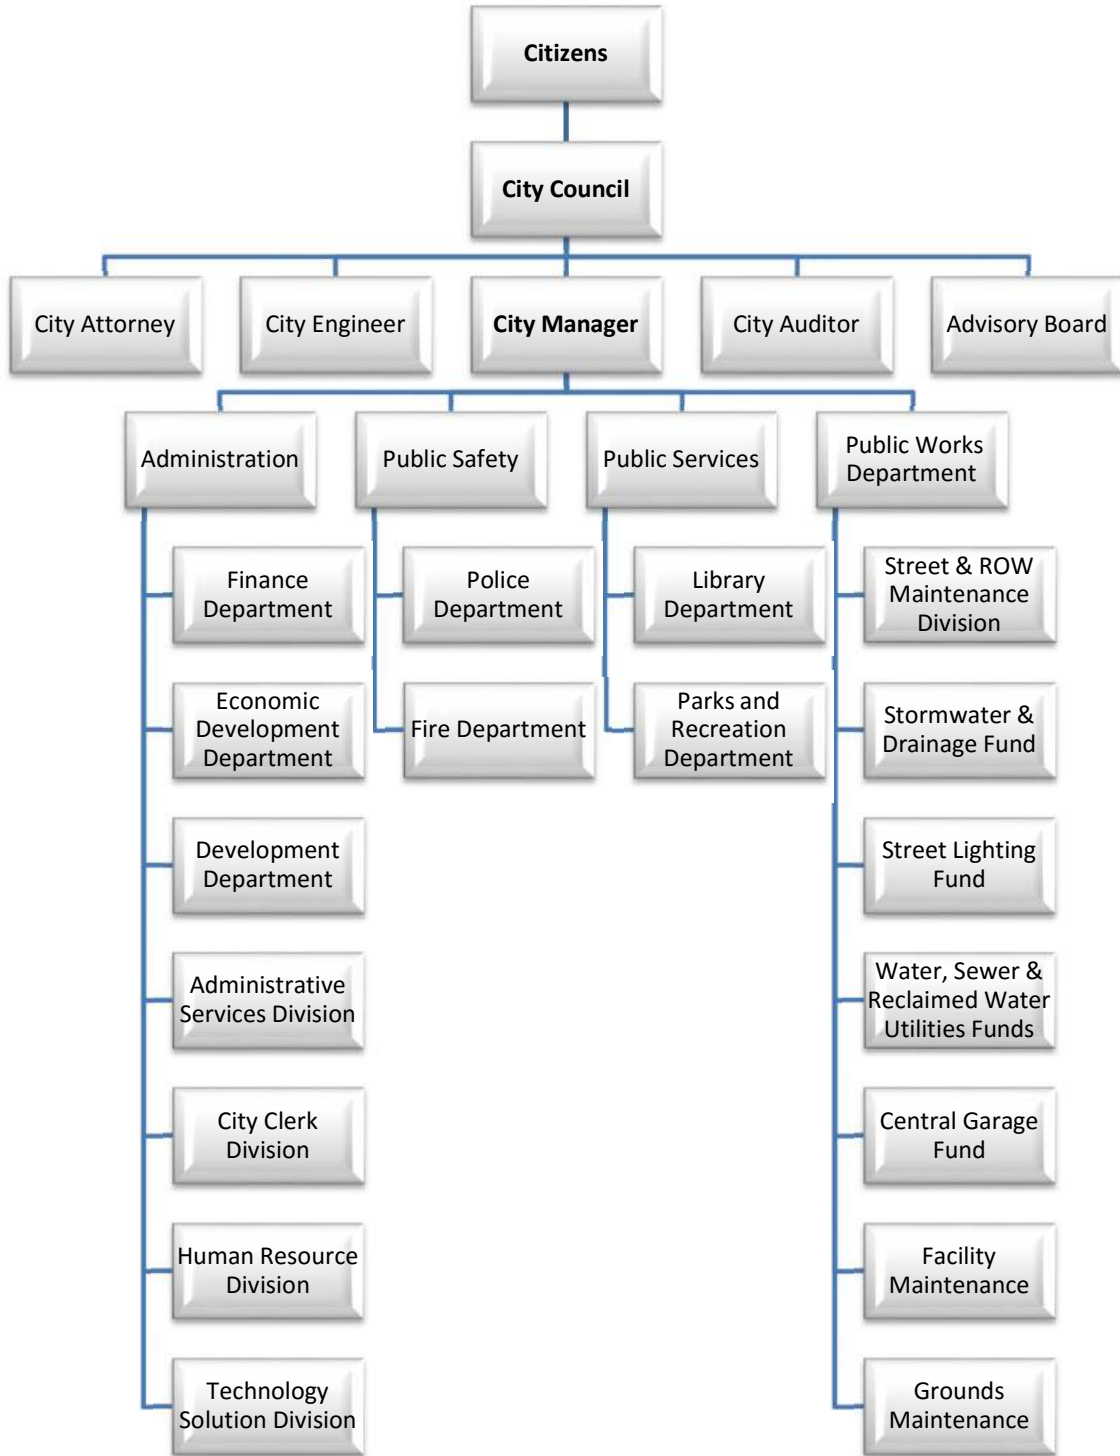 Citizens
City Council
City Attorney
City Engineer
City Manager
City Auditor
Advisory Board
Administration
Public Safety
Public Services
Public Works
Department
Finance
Department
Police
Department
Library
Department
Street & ROW
Maintenance
Division
Economic
Development
Department
Fire Department
Parks and
Recreation
Department
Stormwater &
Drainage Fund
Development
Department
Street Lighting
Fund
Administrative
Services Division
Water, Sewer &
Reclaimed Water
Utilities Funds
City Clerk
Division
Central Garage
Fund
Human Resource
Division
Facility
Maintenance
Technology
Solution Division
Grounds
Maintenance